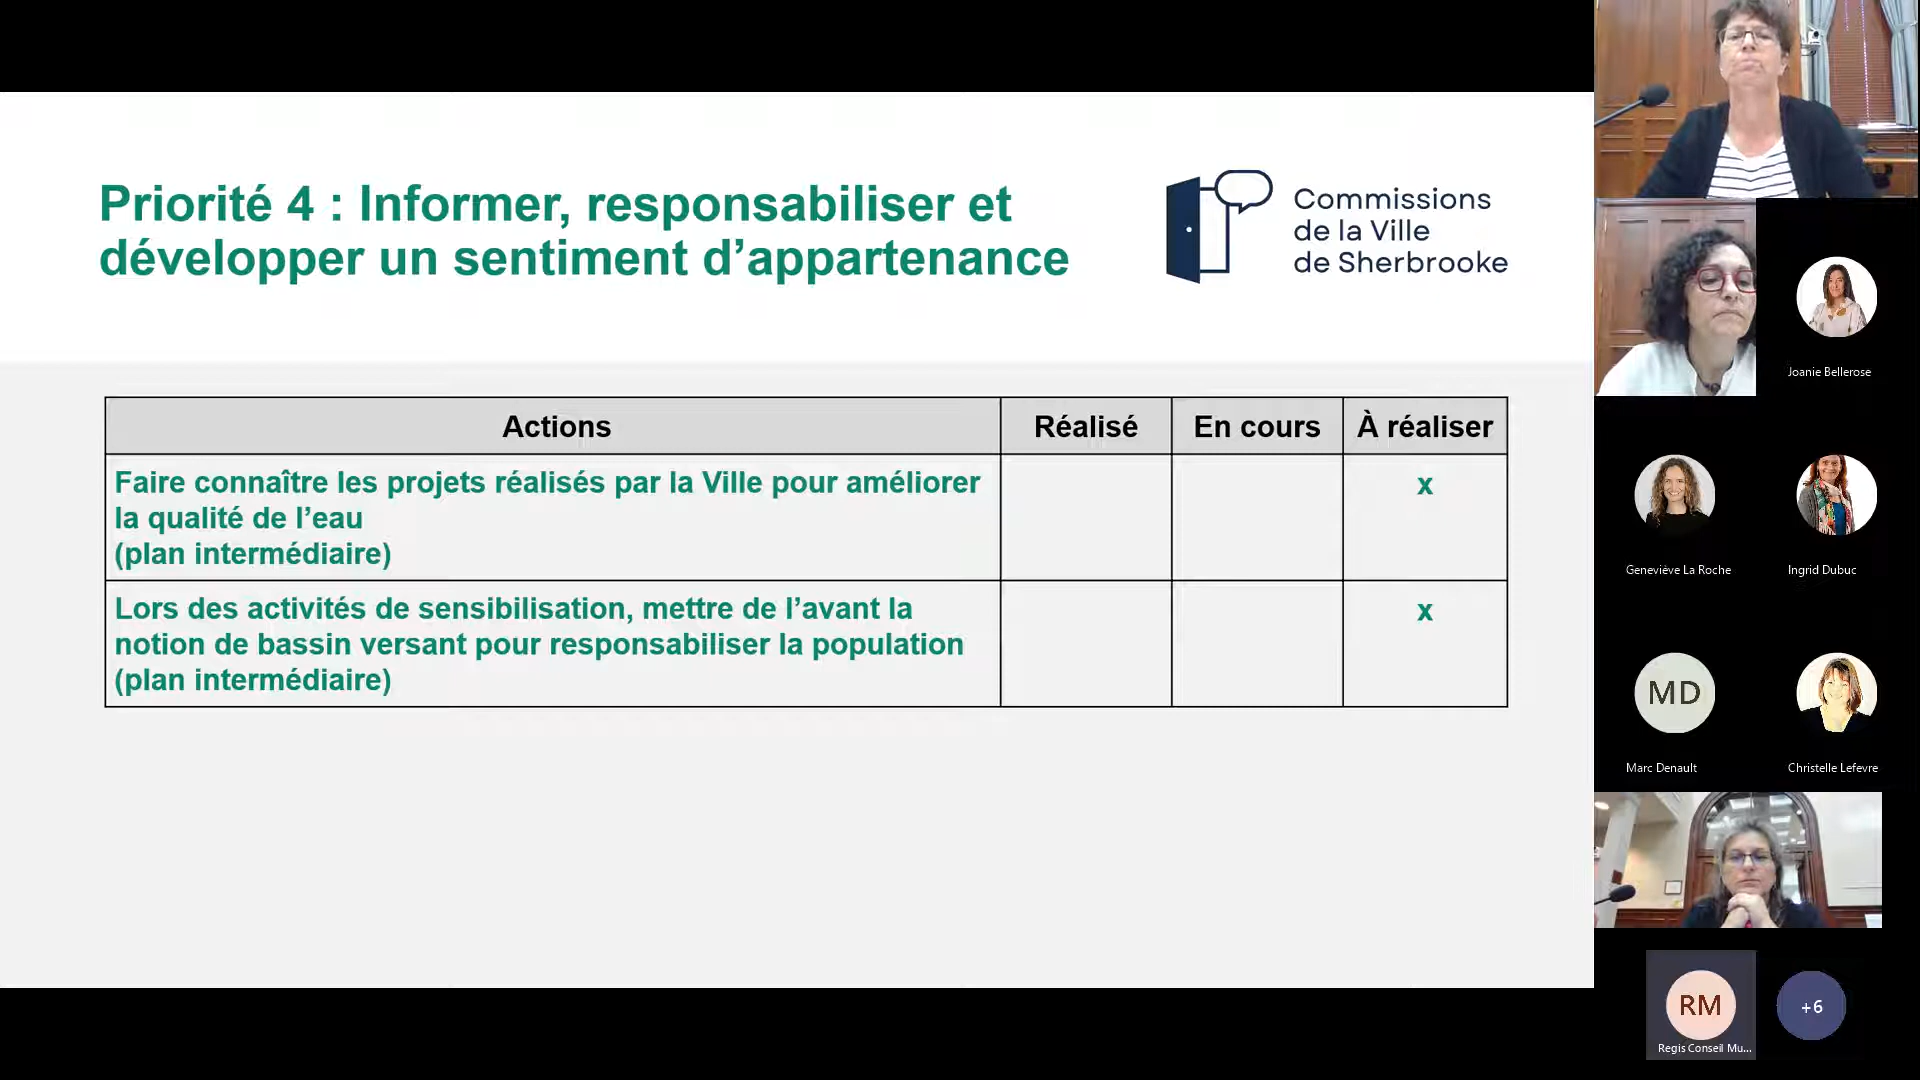 Priorité 4 : Informer, responsabiliser et
développer un sentiment d’appartenance
Commissions
de la Ville
de Sherbrooke
Actions
Réalisé
En cours
À réaliser
Faire connaître les projets réalisés par la Ville pour améliorer
la qualité de l’eau
(plan intermédiaire)
x
Lors des activités de sensibilisation, mettre de l’avant la
notion de bassin versant pour responsabiliser la population
(plan intermédiaire)
x
Joanie Bellerose
Geneviève La Roche
Ingrid Dubuc
MD
Marc Denault
Christelle Lefevre
RM
Regis Conseil Mu...
+6